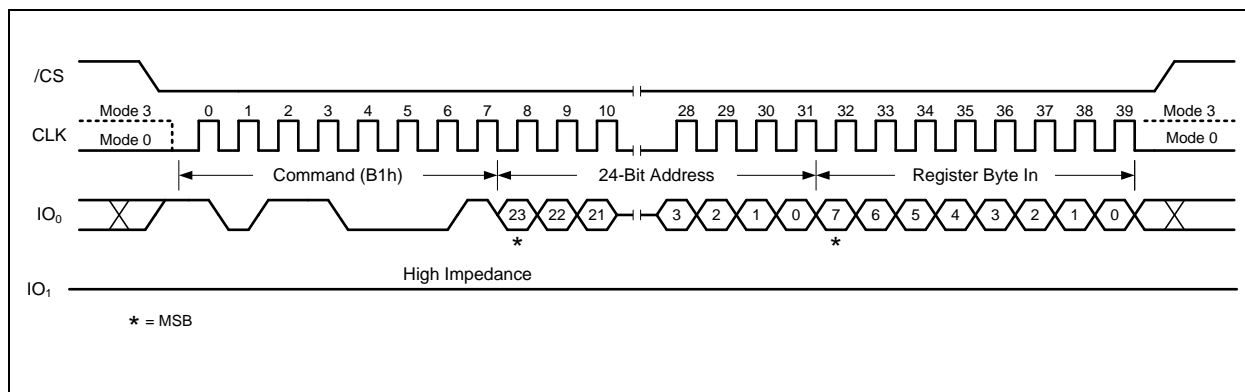 /CS
Mode 3 0 1 2 3 4 5 6 7 8 9 10 28 29 30 31 32 33 34 35 36 37 38 39 Mode 3
CLK Mode 0 Mode 0
Command (B1h) 24-Bit Address Register Byte In
IO₀ 23 22 21 3 2 1 0 7 6 5 4 3 2 1 0
* *
High Impedance
IO₁
* = MSB